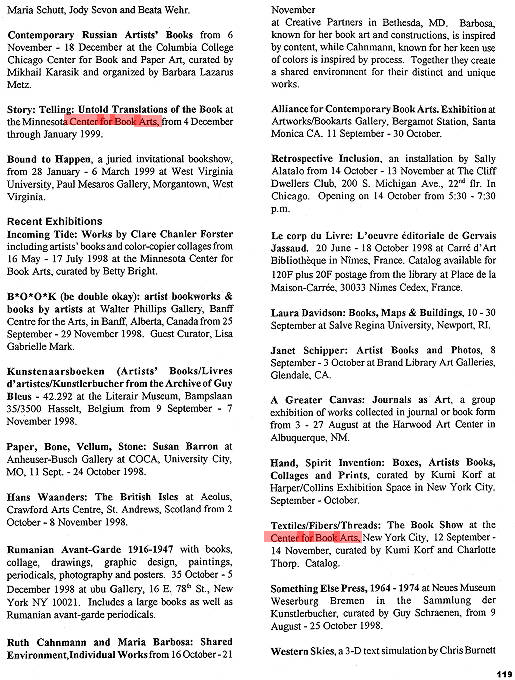 Maria Schutt, Jody Sevon and Beata Wehr.
Contemporary Russian Artists' Books from 6
November - 18 December at the Columbia College
Chicago Center for Book and Paper Art, curated by
Mikhail Karasik and organized by Barbara Lazarus
Metz.
Story: Telling: Untold Translations of the Book at
the Minnesota Center for Book Arts, from 4 December
through January 1999.
Bound to Happen, a juried invitational bookshow,
from 28 January - 6 March 1999 at West Virginia
University, Paul Mesaros Gallery, Morgantown, West
Virginia.
Recent Exhibitions
Incoming Tide: Works by Clare Chanler Forster
including artists' books and color-copier collages from
16 May - 17 July 1998 at the Minnesota Center for
Book Arts, curated by Betty Bright.
B*O*O*K (be double okay): artist bookworks &
books by artists at Walter Phillips Gallery, Banff
Centre for the Arts, in Banff, Alberta, Canada from 25
September - 29 November 1998. Guest Curator, Lisa
Gabrielle Mark.
Kunstenaarsboeken (Artists' Books/Livres
d'artistes/Kunstlerbucher from the Archive of Guy
Bleus - 42.292 at the Literair Museum, Bampslaan
35/3500 Hasselt, Belgium from 9 September - 7
November 1998.
Paper, Bone, Vellum, Stone: Susan Barron at
Anheuser-Busch Gallery at COCA, University City,
MO, 11 Sept. - 24 October 1998.
Hans Waanders: The British Isles at Aeolus,
Crawford Arts Centre, St. Andrews, Scotland from 2
October - 8 November 1998.
Rumanian Avant-Garde 1916-1947 with books,
collage, drawings, graphic design, paintings,
periodicals, photography and posters. 35 October - 5
December 1998 at ubu Gallery, 16 E. 78th St., New
York NY 10021. Includes a large books as well as
Rumanian avant-garde periodicals.
Ruth Cahnmann and Maria Barbosa: Shared
Environment,Individual Works from 16 October - 21
November
at Creative Partners in Bethesda, MD. Barbosa,
known for her book art and constructions, is inspired
by content, while Cahnmann, known for her keen use
of colors is inspired by process. Together they create
a shared environment for their distinct and unique
works.
Alliance for Contemporary Book Arts. Exhibition at
Artworks/Bookarts Gallery, Bergamot Station, Santa
Monica CA. 11 September - 30 October.
Retrospective Inclusion, an installation by Sally
Alatalo from 14 October - 13 November at The Cliff
Dwellers Club, 200 S. Michigan Ave., 22nd flr. In
Chicago. Opening on 14 October from 5:30 - 7:30
p.m.
Le corp du Livre: L'oeuvre éditoriale de Gervais
Jassaud. 20 June - 18 October 1998 at Carré d'Art
Bibliothèque in Nîmes, France. Catalog available for
120F plus 20F postage from the library at Place de la
Maison-Carrée, 30033 Nimes Cedex, France.
Laura Davidson: Books, Maps & Buildings, 10 - 30
September at Salve Regina University, Newport, RI.
Janet Schipper: Artist Books and Photos, 8
September - 3 October at Brand Library Art Galleries,
Glendale, CA.
A Greater Canvas: Journals as Art, a group
exhibition of works collected in journal or book form
from 3 - 27 August at the Harwood Art Center in
Albuquerque, NM.
Hand, Spirit Invention: Boxes, Artists Books,
Collages and Prints, curated by Kumi Korf at
Harper/Collins Exhibition Space in New York City.
September - October.
Textiles/Fibers/Threads: The Book Show at the
Center for Book Arts, New York City, 12 September -
14 November, curated by Kumi Korf and Charlotte
Thorp. Catalog.
Something Else Press, 1964 - 1974 at Neues Museum
Weserburg Bremen in the Sammlung der
Kunstlerbucher, curated by Guy Schraenen, from 9
August - 25 October 1998.
Western Skies, a 3-D text simulation by Chris Burnett
119